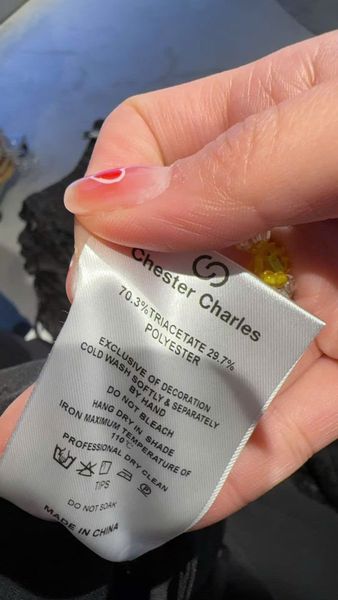 Chester Charles
70.3%TRIACETATE 29.7%
POLYESTER
EXCLUSIVE OF DECORATION
COLD WASH SOFTLY & SEPARATELY
BY HAND
DO NOT BLEACH
HANG DRY IN SHADE
IRON MAXIMUM TEMPERATURE OF
110℃
PROFESSIONAL DRY CLEAN
TIPS
DO NOT SOAK
MADE IN CHINA